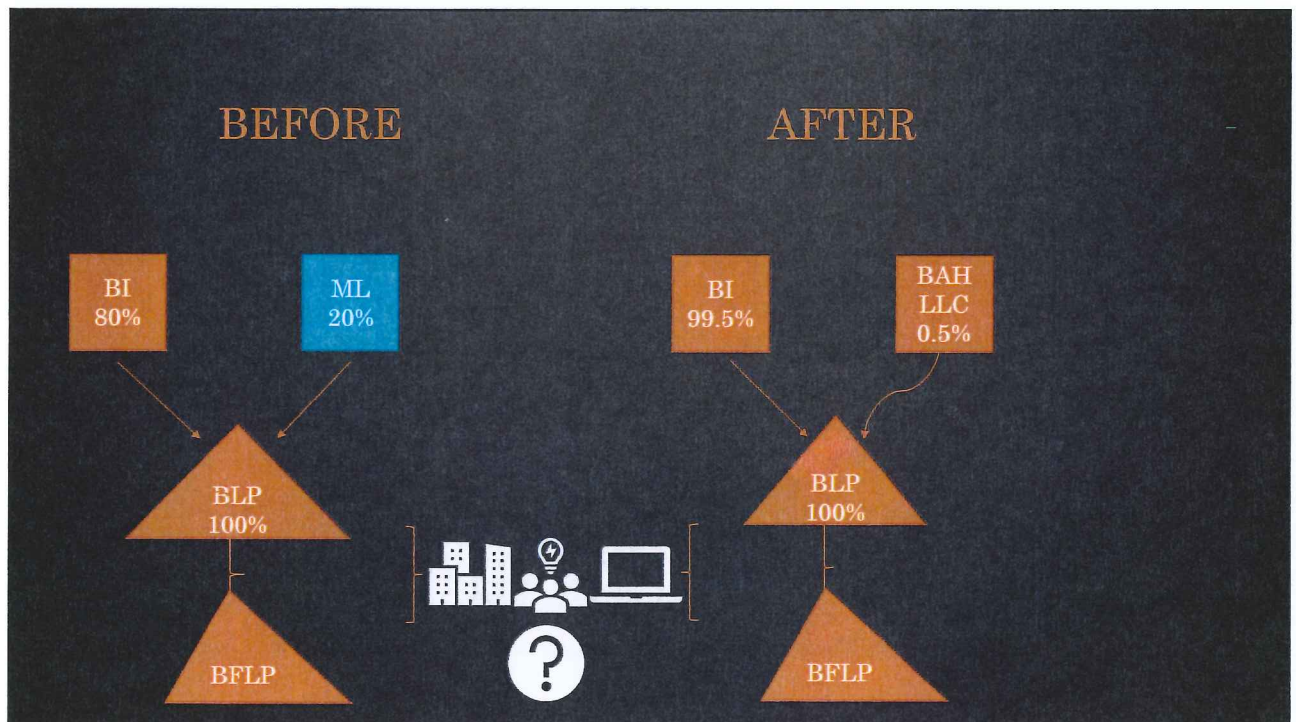 BEFORE
AFTER
BI
80%
ML
20%
BI
99.5%
BAH
LLC
0.5%
BLP
100%
BLP
100%
BFLP
?
BFLP